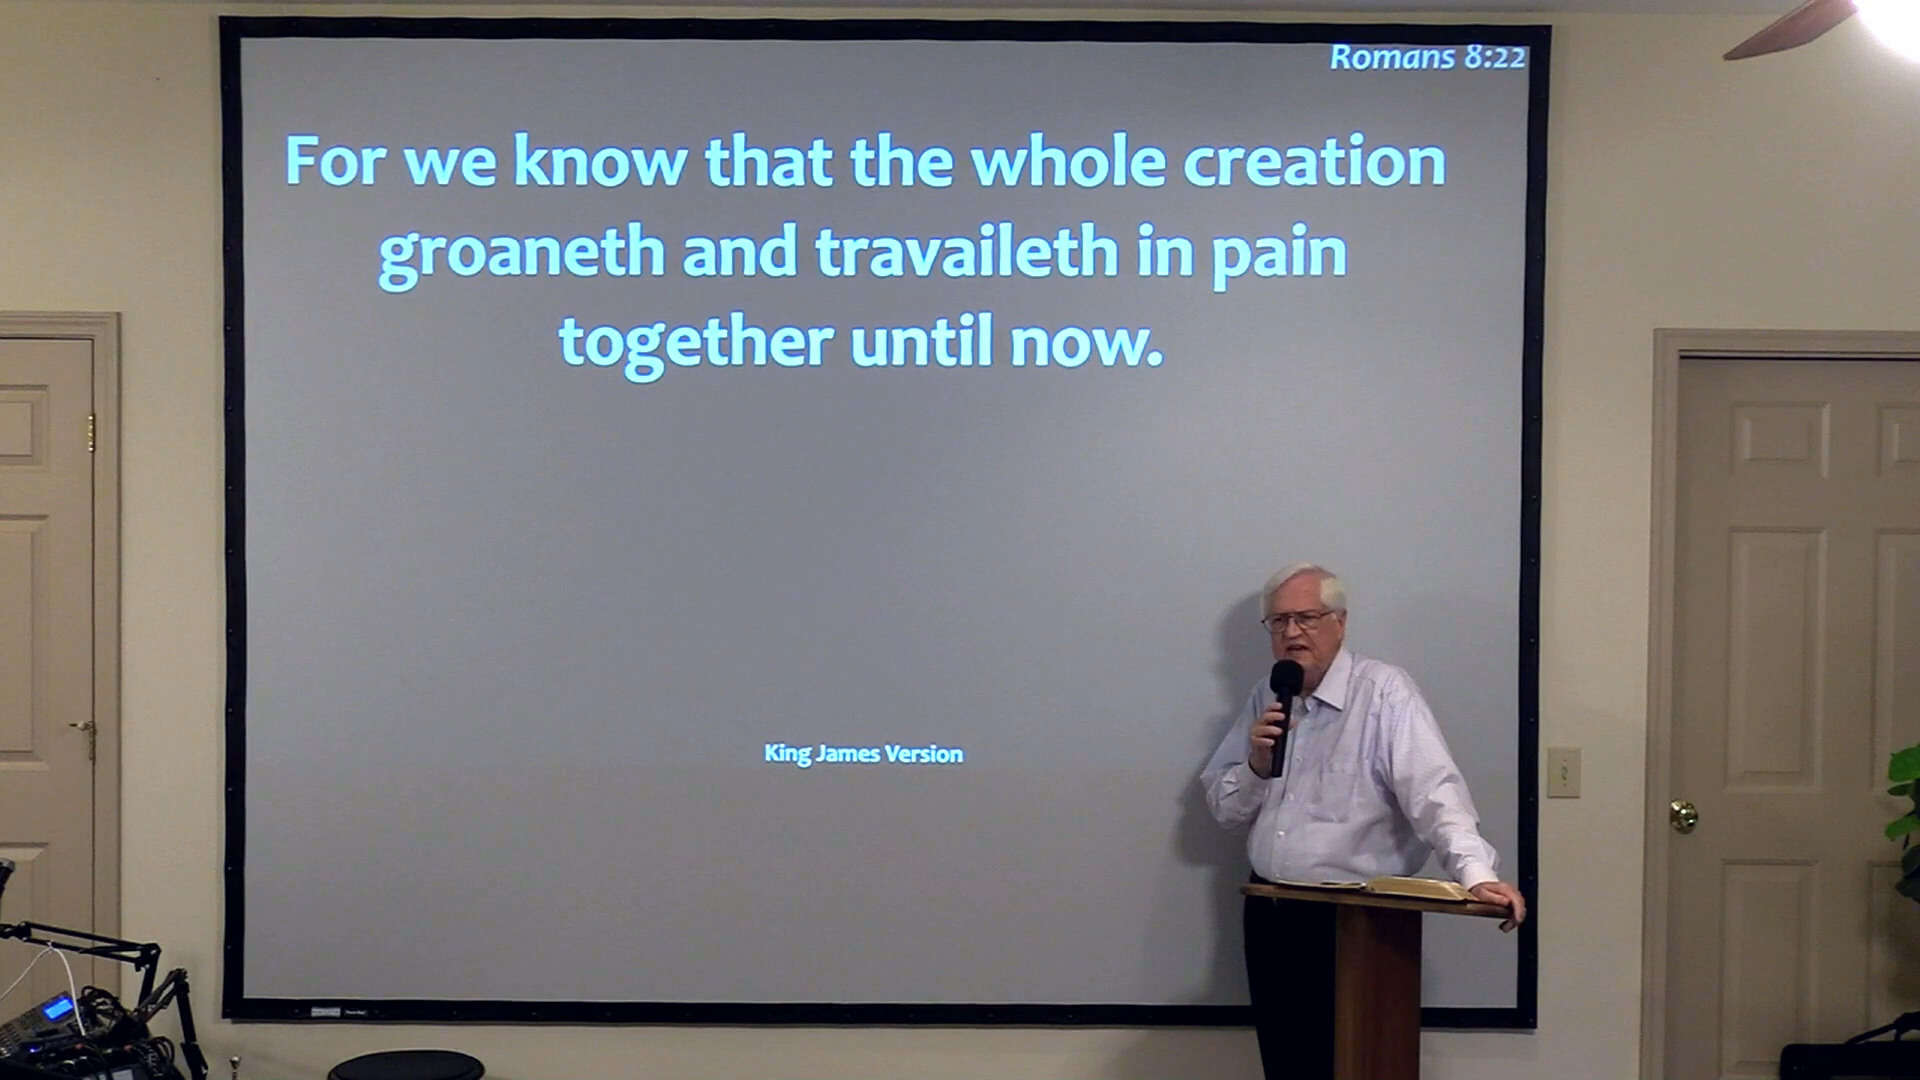 Romans 8:22
For we know that the whole creation
groaneth and travaileth in pain
together until now.
King James Version